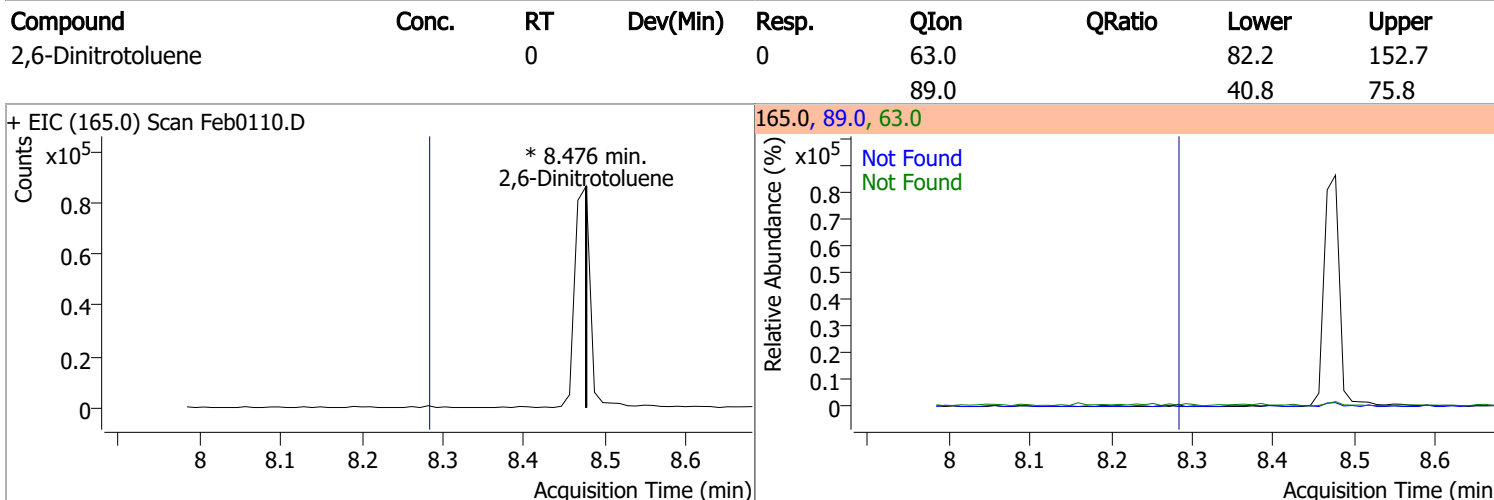 Compound Conc. RT Dev(Min) Resp. QIon QRatio Lower Upper
2,6-Dinitrotoluene 0 0 63.0 82.2 152.7
89.0 40.8 75.8
+ EIC (165.0) Scan Feb0110.D
Counts
x10^5
* 8.476 min.
2,6-Dinitrotoluene
0.8
0.6
0.4
0.2
0
8 8.1 8.2 8.3 8.4 8.5 8.6
Acquisition Time (min)
165.0, 89.0, 63.0
Relative Abundance (%)
x10^5
Not Found
Not Found
0.8
0.7
0.6
0.5
0.4
0.3
0.2
0.1
0
8 8.1 8.2 8.3 8.4 8.5 8.6
Acquisition Time (min